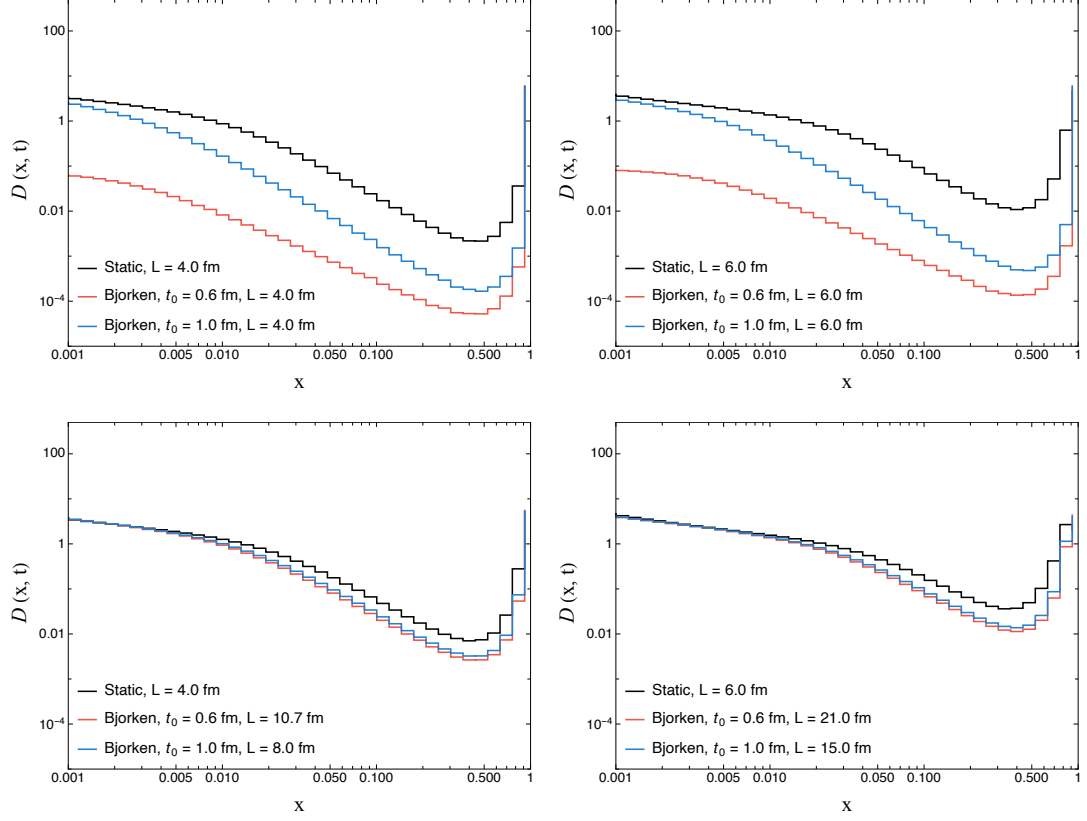 100
1
0.01
10⁻⁴
D (x, t)
Static, L = 4.0 fm
Bjorken, t₀ = 0.6 fm, L = 4.0 fm
Bjorken, t₀ = 1.0 fm, L = 4.0 fm
0.001 0.005 0.010 0.050 0.100 0.500 1
x
100
1
0.01
10⁻⁴
D (x, t)
Static, L = 6.0 fm
Bjorken, t₀ = 0.6 fm, L = 6.0 fm
Bjorken, t₀ = 1.0 fm, L = 6.0 fm
0.001 0.005 0.010 0.050 0.100 0.500 1
x
100
1
0.01
10⁻⁴
D (x, t)
Static, L = 4.0 fm
Bjorken, t₀ = 0.6 fm, L = 10.7 fm
Bjorken, t₀ = 1.0 fm, L = 8.0 fm
0.001 0.005 0.010 0.050 0.100 0.500 1
x
100
1
0.01
10⁻⁴
D (x, t)
Static, L = 6.0 fm
Bjorken, t₀ = 0.6 fm, L = 21.0 fm
Bjorken, t₀ = 1.0 fm, L = 15.0 fm
0.001 0.005 0.010 0.050 0.100 0.500 1
x